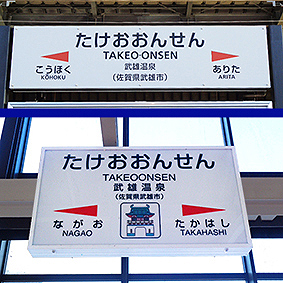 たけおおんせん
TAKEO-ONSEN
こうほく 武雄温泉 ありた
KOHOKU (佐賀県武雄市) ARITA
たけおおんせん
TAKEOONSEN
武雄温泉
(佐賀県武雄市)
ながお たかはし
NAGAO TAKAHASHI